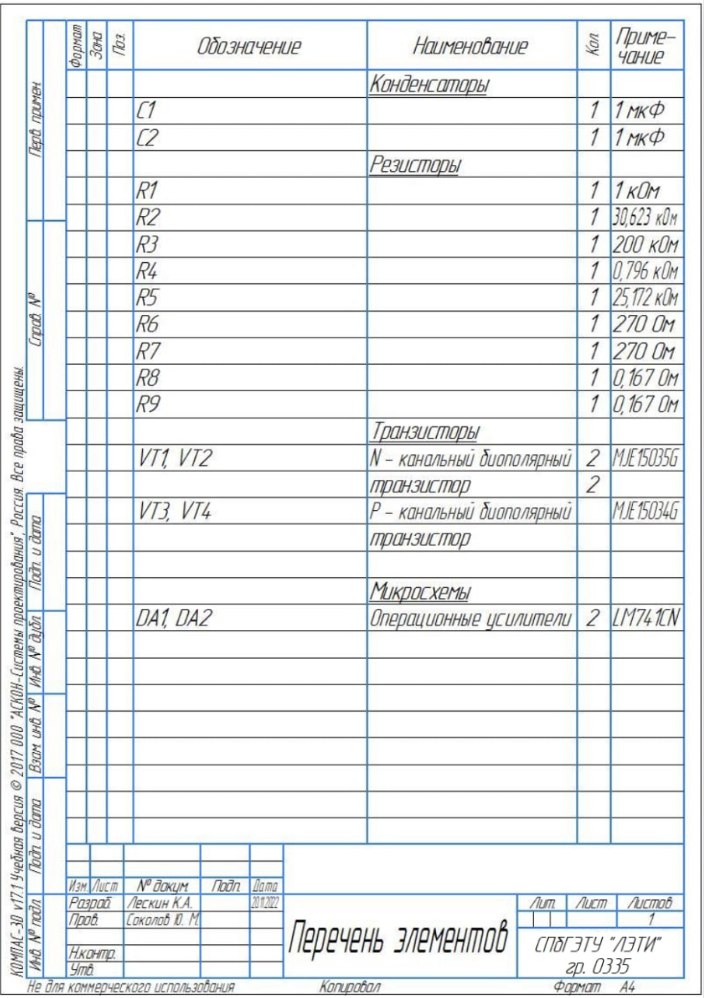 Формат
Зона
Поз.
Обозначение
Наименование
Кол
Приме-
чание
Конденсаторы
C1 1 1 мкФ
C2 1 1 мкФ
Резисторы
R1 1 1 кОм
R2 1 30,623 кОм
R3 1 200 кОм
R4 1 0,796 кОм
R5 1 25,172 кОм
R6 1 270 Ом
R7 1 270 Ом
R8 1 0,167 Ом
R9 1 0,167 Ом
Транзисторы
VT1, VT2 N - канальный биополярный 2 MJE15035G
транзистор 2
VT3, VT4 P - канальный биополярный MJE15034G
транзистор
Микросхемы
DA1, DA2 Операционные усилители 2 LM741CN
Перв. примен.
Справ. №
Подп. и дата
Инв. № дубл.
Взам. инв. №
Подп. и дата
Инв. № подл.
КОМПАС-3D v17.1 Учебная версия © 2017 ООО "АСКОН-Системы проектирования", Россия. Все права защищены.
Изм. Лист № докум. Подп. Дата
Разраб. Лескин К.А. 20.11.2022
Пров. Соколов Ю. М.
Н.контр.
Утв.
Перечень элементов
Лит. Лист Листов
1
СПбГЭТУ "ЛЭТИ"
гр. 0335
Не для коммерческого использования Копировал Формат А4